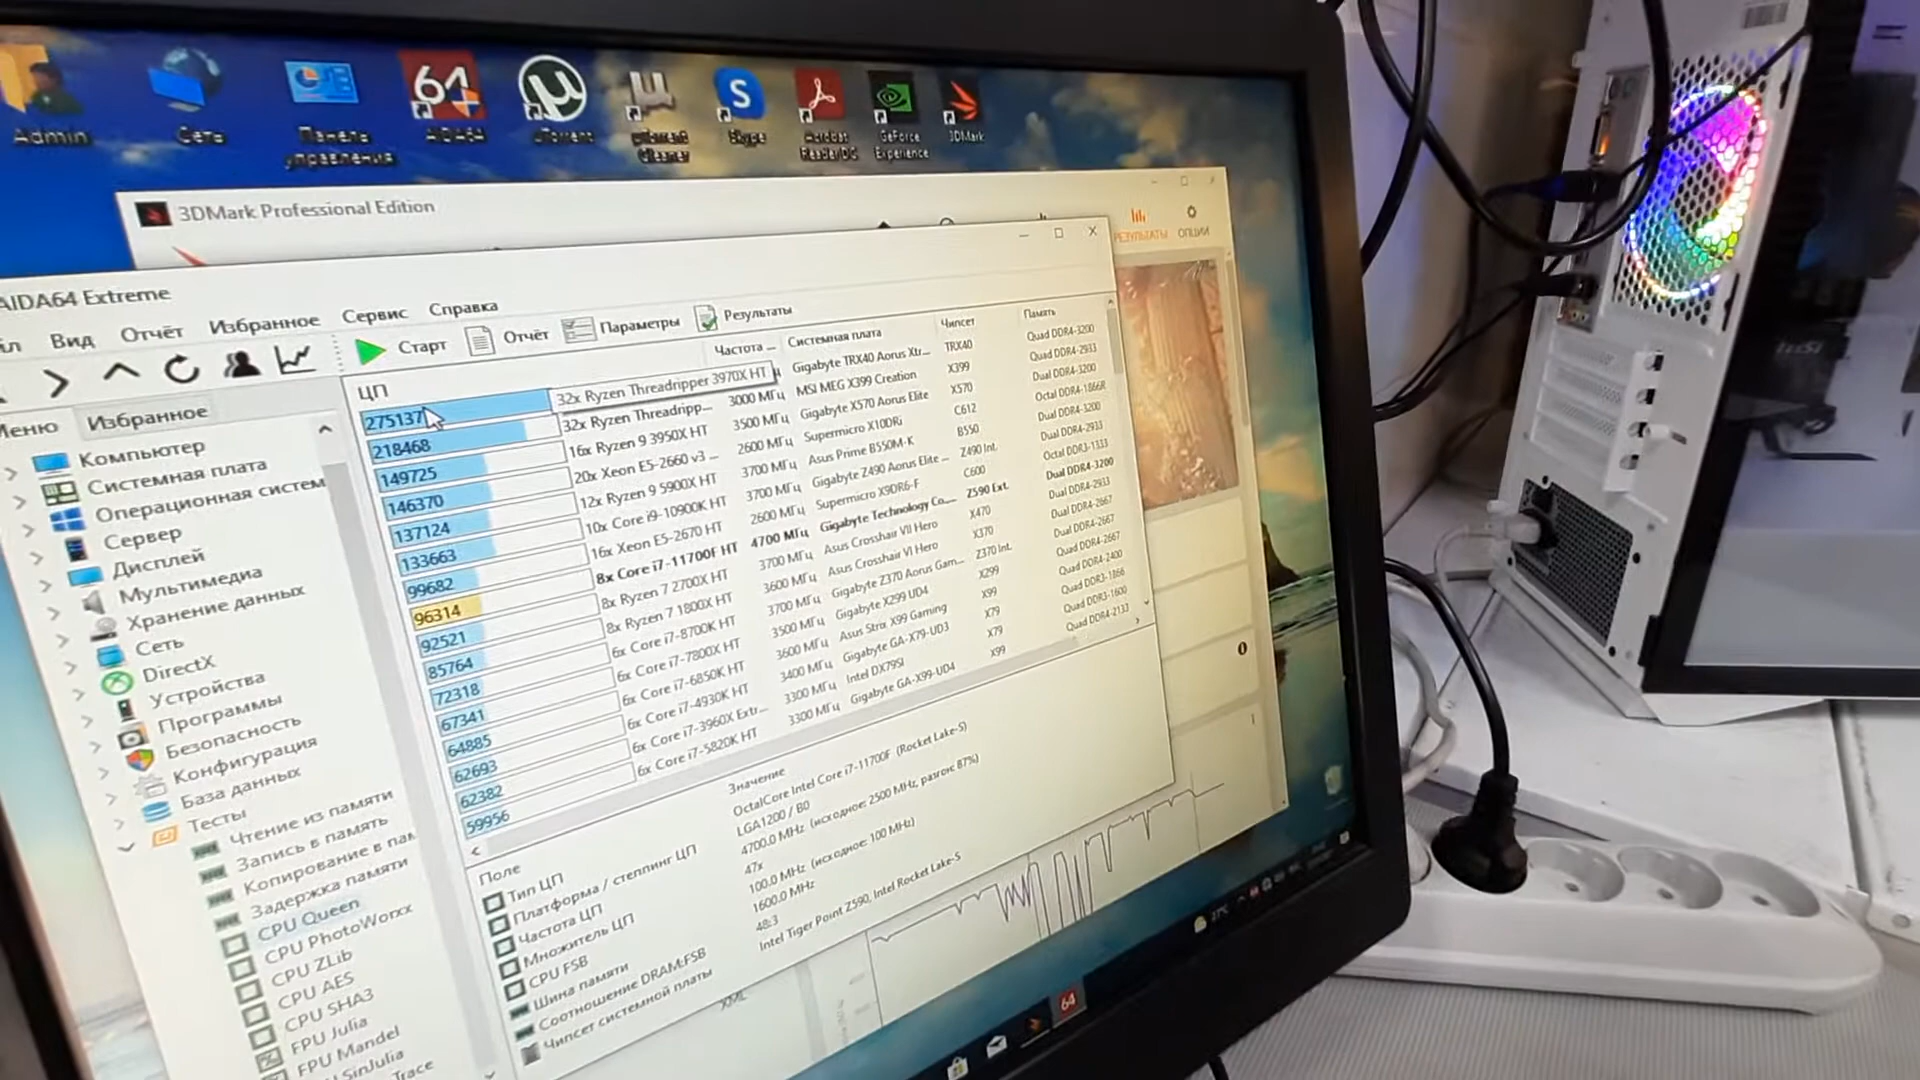 Admin
Сеть
Панель управления
AIDA64
µTorrent
µTorrent Cleaner
Skype
Acrobat Reader DC
GeForce Experience
3DMark
3DMark Professional Edition
РЕЗУЛЬТАТЫ
ОПЦИИ
AIDA64 Extreme
Вид Отчёт Избранное Сервис Справка
Старт Отчёт Параметры Результаты
Меню Избранное
Компьютер
Системная плата
Операционная систем
Сервер
Дисплей
Мультимедиа
Хранение данных
Сеть
DirectX
Устройства
Программы
Безопасность
Конфигурация
База данных
Тесты
Чтение из памяти
Запись в память
Копирование в пам
Задержка памяти
CPU Queen
CPU PhotoWorxx
CPU ZLib
CPU AES
CPU SHA3
FPU Julia
FPU Mandel
SinJulia
Trace
ЦП Частота ... Системная плата Чипсет Память
275137 32x Ryzen Threadripper 3970X HT Gigabyte TRX40 Aorus Xtr... TRX40 Quad DDR4-3200
218468 32x Ryzen Threadripp... 3000 МГц MSI MEG X399 Creation X399 Quad DDR4-2933
149725 16x Ryzen 9 3950X HT 3500 МГц Gigabyte X570 Aorus Elite X570 Dual DDR4-3200
146370 20x Xeon E5-2660 v3 ... 2600 МГц Supermicro X10DRi C612 Octal DDR4-1866R
137124 12x Ryzen 9 5900X HT 3700 МГц Asus Prime B550M-K B550 Dual DDR4-3200
133663 10x Core i9-10900K HT 3700 МГц Gigabyte Z490 Aorus Elite ... Z490 Int. Dual DDR4-2933
99682 16x Xeon E5-2670 HT 2600 МГц Supermicro X9DR6-F C600 Octal DDR3-1333
96314 8x Core i7-11700F HT 4700 МГц Gigabyte Technology Co.... Z590 Ext. Dual DDR4-3200
92521 8x Ryzen 7 2700X HT 3700 МГц Asus Crosshair VII Hero X470 Dual DDR4-2933
85764 8x Ryzen 7 1800X HT 3600 МГц Asus Crosshair VI Hero X370 Dual DDR4-2667
72318 6x Core i7-8700K HT 3700 МГц Gigabyte Z370 Aorus Gam... Z370 Int. Dual DDR4-2667
67341 6x Core i7-7800X HT 3500 МГц Gigabyte X299 UD4 X299 Quad DDR4-2667
64885 6x Core i7-6850K HT 3600 МГц Asus Strix X99 Gaming X99 Quad DDR4-2400
62693 6x Core i7-4930K HT 3400 МГц Gigabyte GA-X79-UD3 X79 Quad DDR3-1866
62382 6x Core i7-3960X Extr... 3300 МГц Intel DX79SI X79 Quad DDR3-1600
59956 6x Core i7-5820K HT 3300 МГц Gigabyte GA-X99-UD4 X99 Quad DDR4-2133
Поле Значение
Тип ЦП OctalCore Intel Core i7-11700F (Rocket Lake-S)
Платформа / степпинг ЦП LGA1200 / B0
Частота ЦП 4700.0 MHz (исходное: 2500 MHz, разгон: 87%)
Множитель ЦП 47x
CPU FSB 100.0 MHz (исходное: 100 MHz)
Шина памяти 1600.0 MHz
Соотношение DRAM:FSB 48:3
Чипсет системной платы Intel Tiger Point Z590, Intel Rocket Lake-S
XML
64
27°C